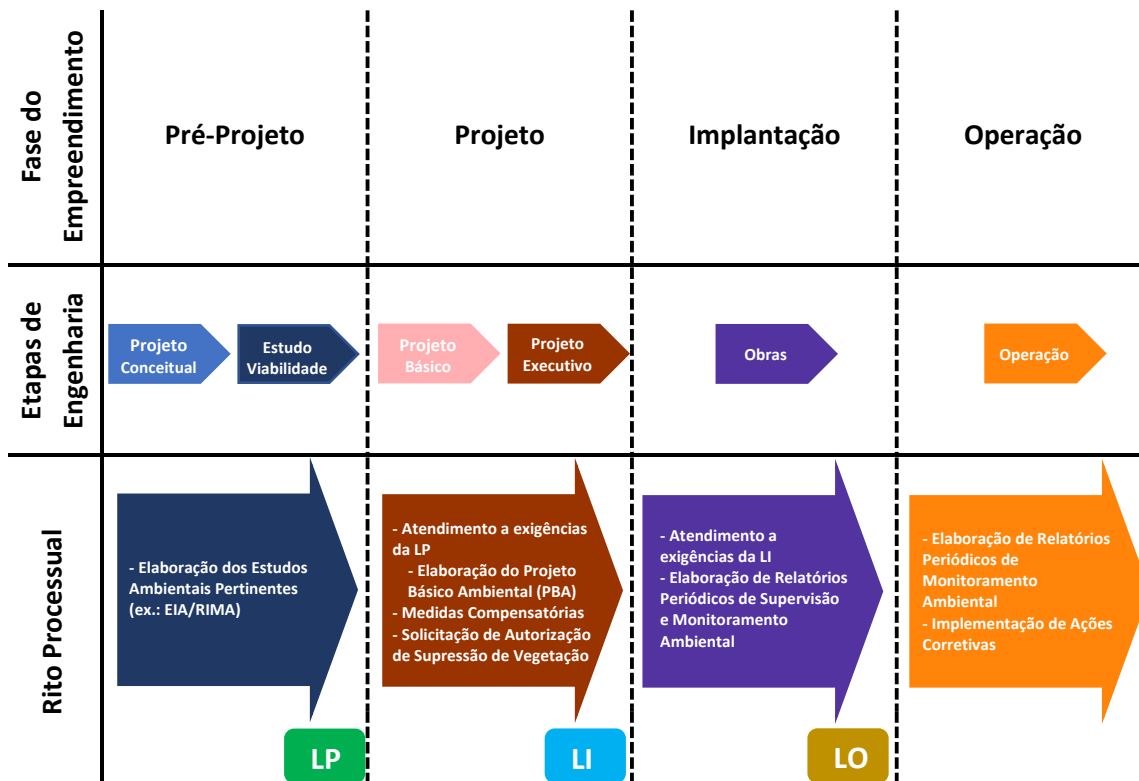 Fase do
Empreendimento
Pré-Projeto
Projeto
Implantação
Operação
Etapas de
Engenharia
Projeto
Conceitual
Estudo
Viabilidade
Projeto
Básico
Projeto
Executivo
Obras
Operação
Rito Processual
- Elaboração dos Estudos
Ambientais Pertinentes
(ex.: EIA/RIMA)
- Atendimento a exigências
da LP
- Elaboração do Projeto
Básico Ambiental (PBA)
- Medidas Compensatórias
- Solicitação de Autorização
de Supressão de Vegetação
- Atendimento a
exigências da LI
- Elaboração de Relatórios
Periódicos de Supervisão
e Monitoramento
Ambiental
- Elaboração de Relatórios
Periódicos de
Monitoramento
Ambiental
- Implementação de Ações
Corretivas
LP
LI
LO